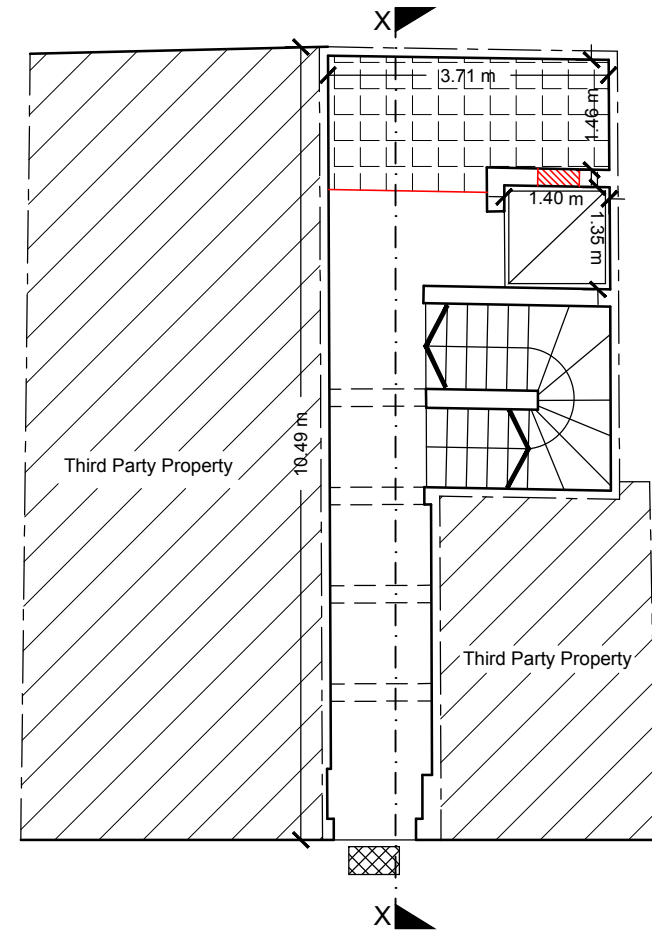 X
3.71 m
1.46 m
1.40 m
1.35 m
10.49 m
Third Party Property
Third Party Property
X